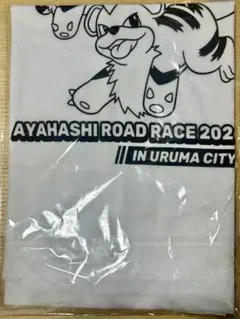 AYAHASHI ROAD RACE 202
IN URUMA CITY